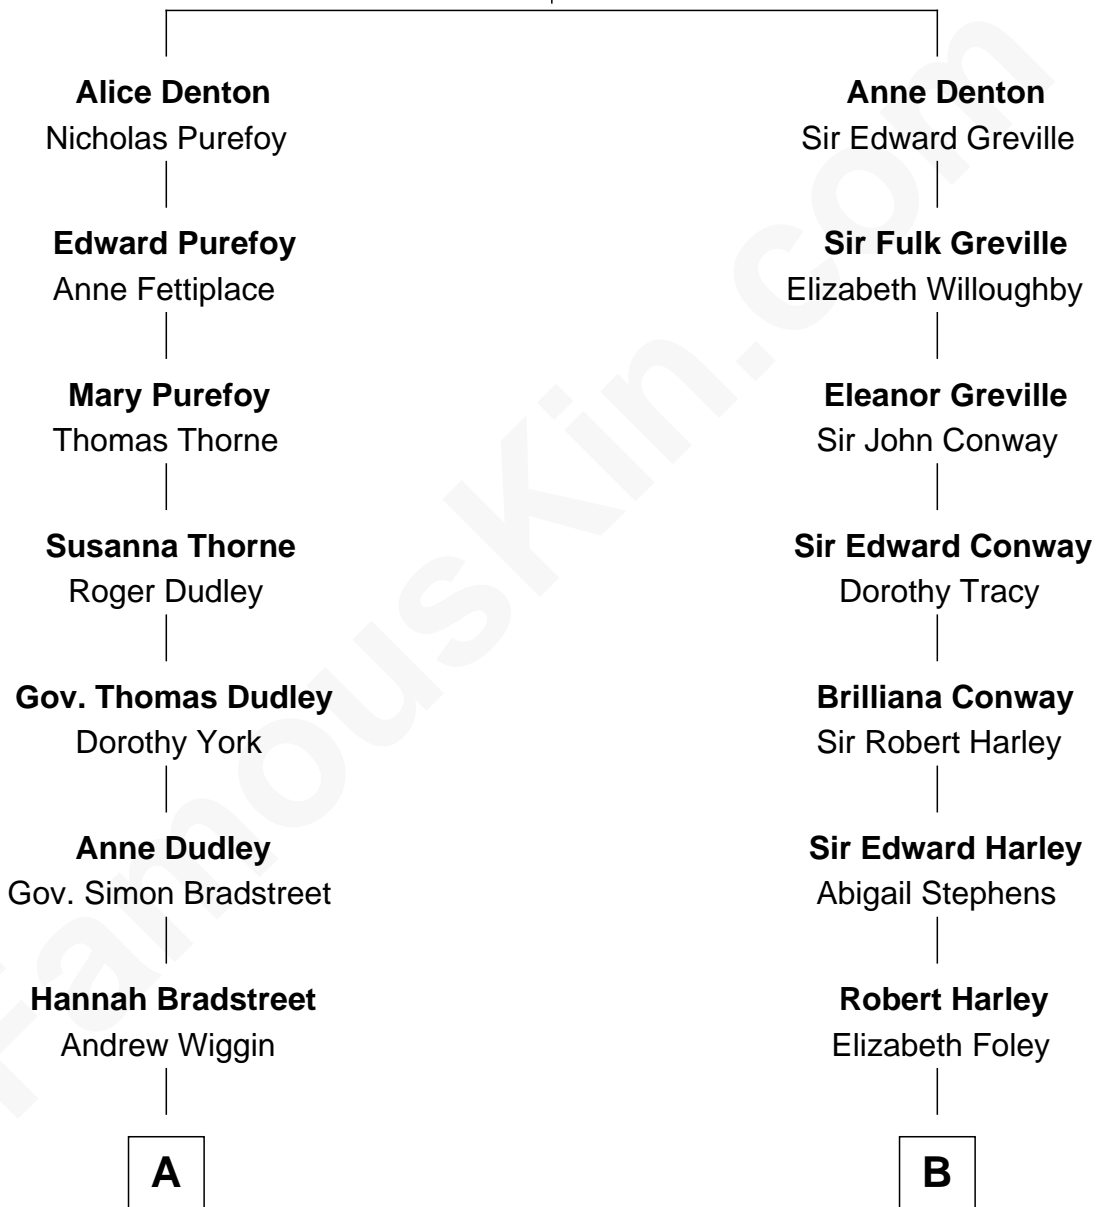 Alice Denton
Nicholas Purefoy
Edward Purefoy
Anne Fettiplace
Mary Purefoy
Thomas Thorne
Susanna Thorne
Roger Dudley
Gov. Thomas Dudley
Dorothy York
Anne Dudley
Gov. Simon Bradstreet
Hannah Bradstreet
Andrew Wiggin
A
Anne Denton
Sir Edward Greville
Sir Fulk Greville
Elizabeth Willoughby
Eleanor Greville
Sir John Conway
Sir Edward Conway
Dorothy Tracy
Brilliana Conway
Sir Robert Harley
Sir Edward Harley
Abigail Stephens
Robert Harley
Elizabeth Foley
B
FamousKin.com